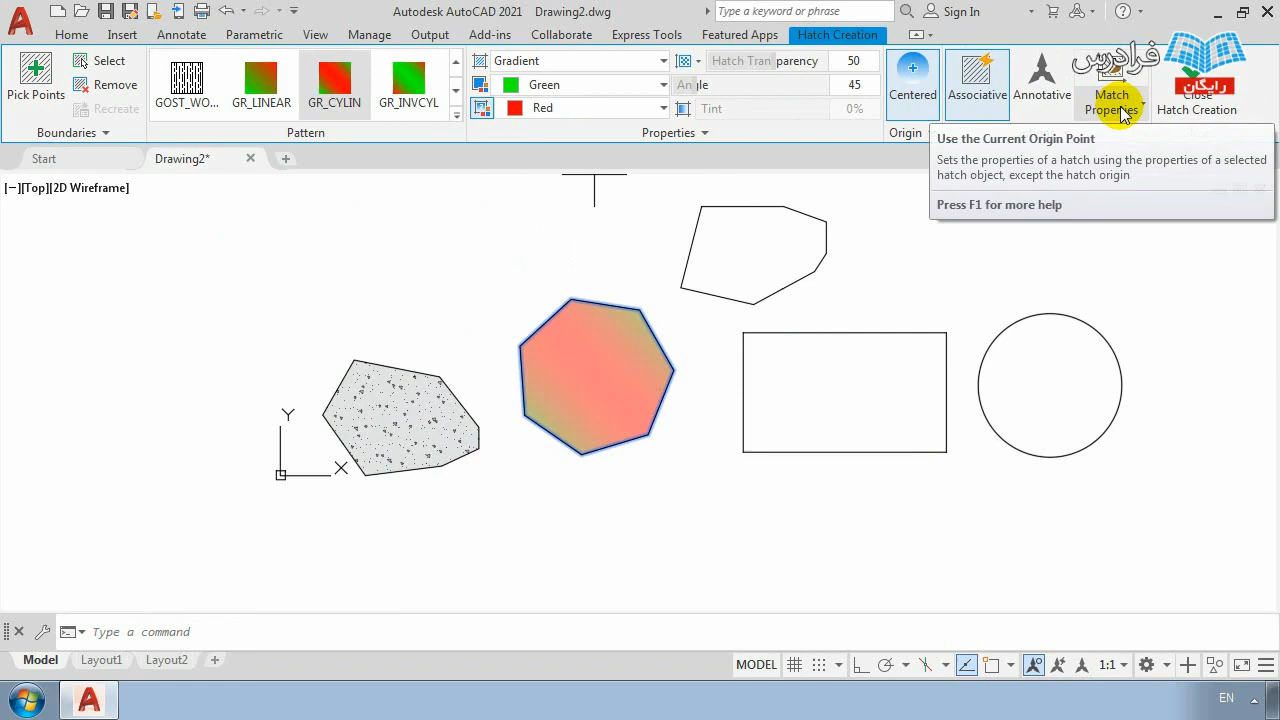 Autodesk AutoCAD 2021 Drawing2.dwg
Type a keyword or phrase
Sign In
Home Insert Annotate Parametric View Manage Output Add-ins Collaborate Express Tools Featured Apps Hatch Creation
Pick Points
Select
Remove
Recreate
Boundaries
GOST_WO...
GR_LINEAR
GR_CYLIN
GR_INVCYL
Pattern
Gradient
Hatch Tran parency 50
Green
Ang le 45
Red
Tint 0%
Properties
Centered
Origin
Associative
Annotative
Match
Properties
Close
Hatch Creation
فرادرس
رایگان
Use the Current Origin Point
Sets the properties of a hatch using the properties of a selected
hatch object, except the hatch origin
Press F1 for more help
Start Drawing2*
[−][Top][2D Wireframe]
Y
X
Type a command
Model Layout1 Layout2
MODEL
1:1
EN